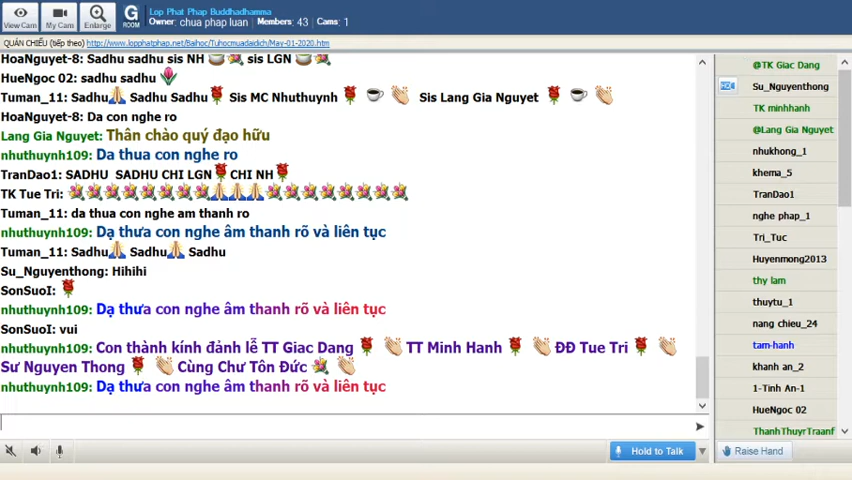 View Cam
My Cam
Enlarge
G
ROOM
Lop Phat Phap Buddhadhamma
Owner: chua phap luan Members: 43 Cams: 1
QUÁN CHIẾU (tiếp theo) http://www.lopphatphap.net/Baihoc/Tuhocmuadaidich/May-01-2020.htm
HoaNguyet-8: Sadhu sadhu sis NH sis LGN
HueNgoc 02: sadhu sadhu
Tuman_11: Sadhu Sadhu Sadhu Sis MC Nhuthuynh Sis Lang Gia Nguyet
HoaNguyet-8: Da con nghe ro
Lang Gia Nguyet: Thân chào quý đạo hữu
nhuthuynh109: Da thua con nghe ro
TranDao1: SADHU SADHU CHI LGN CHI NH
TK Tue Tri:
Tuman_11: da thua con nghe am thanh ro
nhuthuynh109: Dạ thưa con nghe âm thanh rõ và liên tục
Tuman_11: Sadhu Sadhu Sadhu
Su_Nguyenthong: Hihihi
SonSuoI:
nhuthuynh109: Dạ thưa con nghe âm thanh rõ và liên tục
SonSuoI: vui
nhuthuynh109: Con thành kính đảnh lễ TT Giac Dang TT Minh Hanh ĐĐ Tue Tri
Sư Nguyen Thong Cùng Chư Tôn Đức
nhuthuynh109: Dạ thưa con nghe âm thanh rõ và liên tục
Hold to Talk
@TK Giac Dang
Su_Nguyenthong
TK minhhanh
@Lang Gia Nguyet
nhukhong_1
khema_5
TranDao1
nghe phap_1
Tri_Tuc
Huyenmong2013
thy lam
thuytu_1
nang chieu_24
tam-hanh
khanh an_2
1-Tinh An-1
HueNgoc 02
ThanhThuyrTraanf
Raise Hand